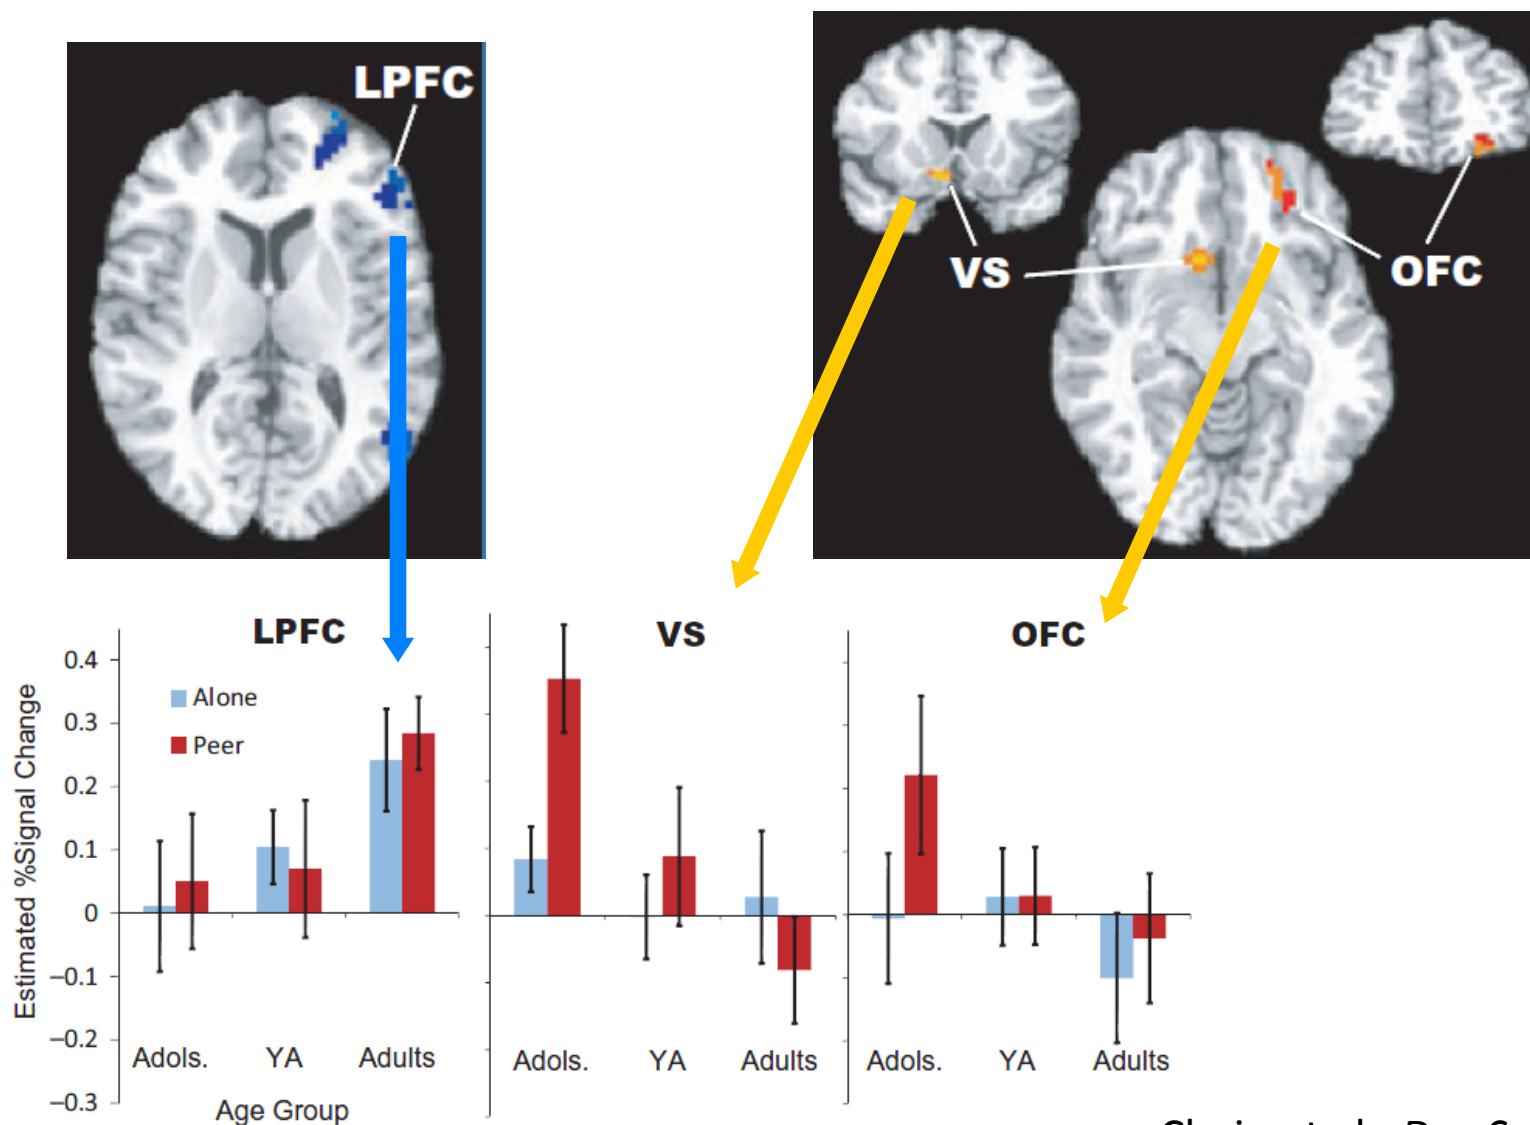 LPFC
VS
OFC
LPFC
VS
OFC
Alone
Peer
Estimated %Signal Change
0.4
0.3
0.2
0.1
0
–0.1
–0.2
–0.3
Adols. YA Adults
Adols. YA Adults
Adols. YA Adults
Age Group